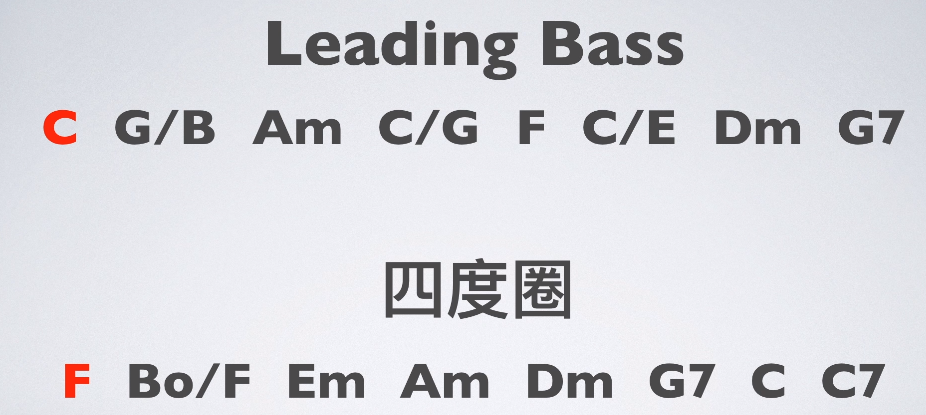 Leading Bass
C G/B Am C/G F C/E Dm G7
四度圈
F Bo/F Em Am Dm G7 C C7